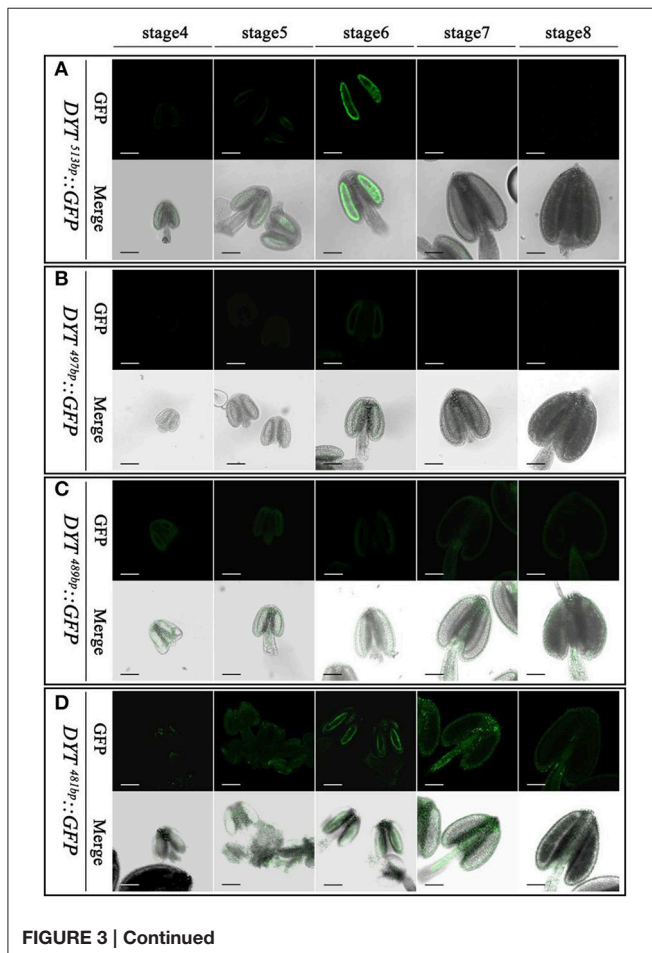 stage4 stage5 stage6 stage7 stage8
A
GFP
DYT 513bp::GFP
Merge
B
GFP
DYT 497bp::GFP
Merge
C
GFP
DYT 489bp::GFP
Merge
D
GFP
DYT 481bp::GFP
Merge
FIGURE 3 | Continued